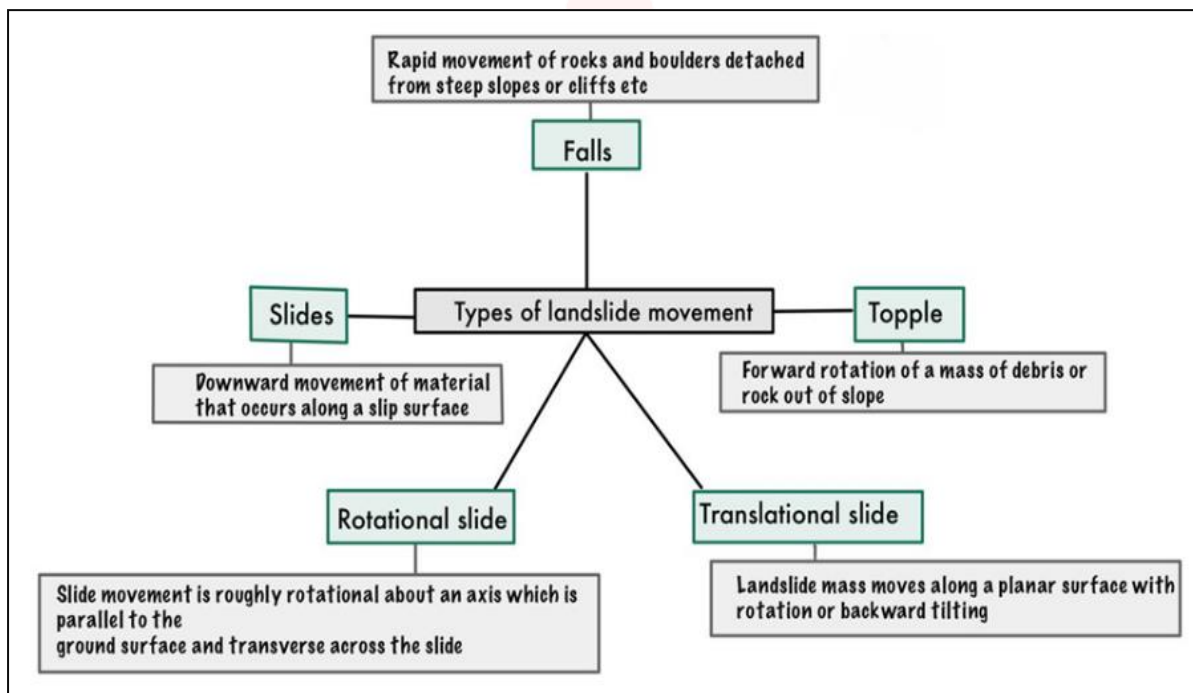 Rapid movement of rocks and boulders detached
from steep slopes or cliffs etc
Falls
Slides
Types of landslide movement
Topple
Downward movement of material
that occurs along a slip surface
Forward rotation of a mass of debris or
rock out of slope
Rotational slide
Translational slide
Slide movement is roughly rotational about an axis which is
parallel to the
ground surface and transverse across the slide
Landslide mass moves along a planar surface with
rotation or backward tilting